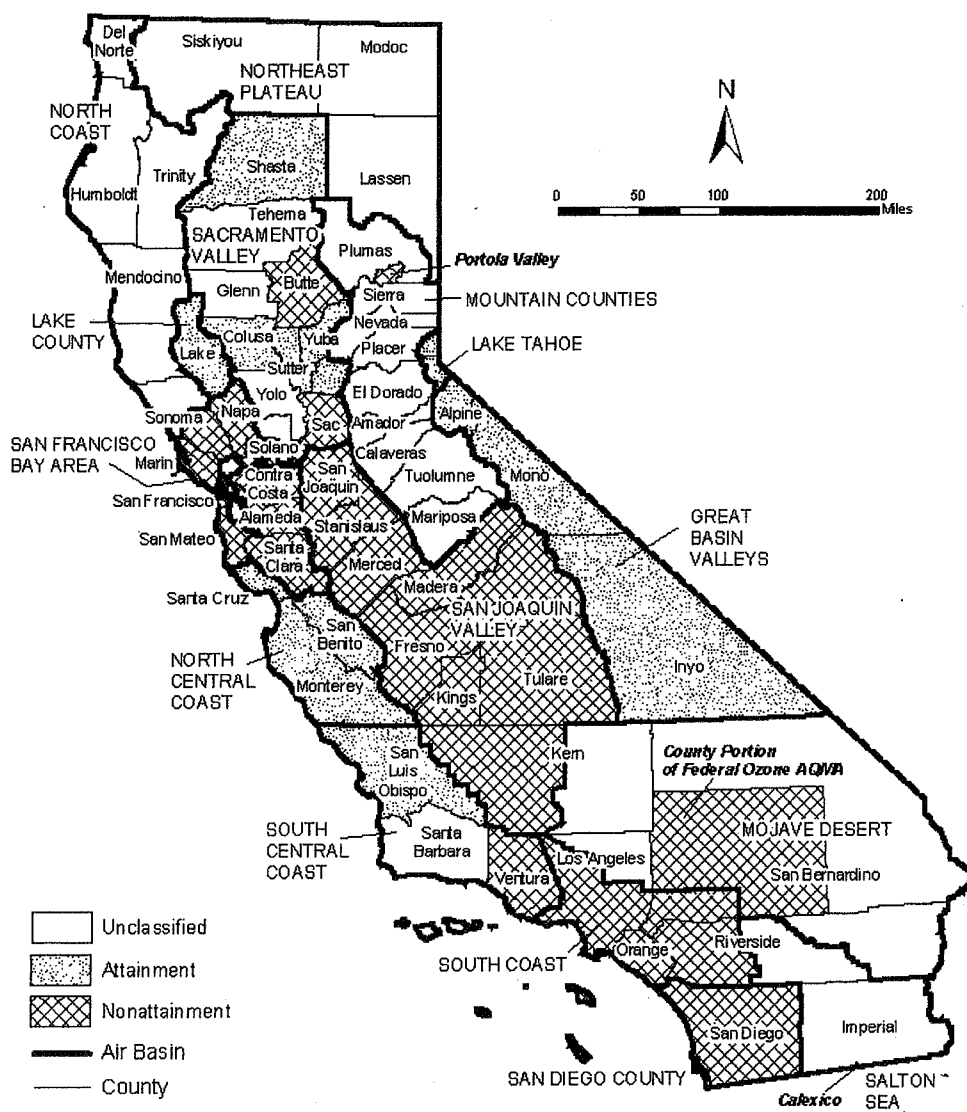 Del
Norte
Siskiyou
Modoc
NORTHEAST
PLATEAU
N
NORTH
COAST
Shasta
Trinity
Lassen
Humboldt
0 50 100 200
Miles
Tehema
SACRAMENTO
VALLEY
Plumas
Portola Valley
Mendocino
Butte
Glenn
Sierra
MOUNTAIN COUNTIES
LAKE
COUNTY
Nevada
Colusa
Yuba
Placer
LAKE TAHOE
Lake
Sutter
Yolo
El Dorado
Napa
Sonoma
Alpine
Sac
Amador
SAN FRANCISCO
BAY AREA
Solano
Calaveras
Marin
San
Joaquin
Mono
Contra
Costa
Tuolumne
San Francisco
Alameda
Stanislaus
Mariposa
GREAT
BASIN
VALLEYS
San Mateo
Santa
Clara
Merced
Madera
Santa Cruz
SAN JOAQUIN
VALLEY
San
Benito
Fresno
NORTH
CENTRAL
COAST
Inyo
Tulare
Monterey
Kings
San
Luis
Obispo
Kern
County Portion
of Federal Ozone AQMA
SOUTH
CENTRAL
COAST
Santa
Barbara
MOJAVE DESERT
Los Angeles
San Bernardino
Ventura
Unclassified
Riverside
Orange
SOUTH COAST
Attainment
Nonattainment
San Diego
Imperial
Air Basin
SAN DIEGO COUNTY
Calexico
SALTON
SEA
County